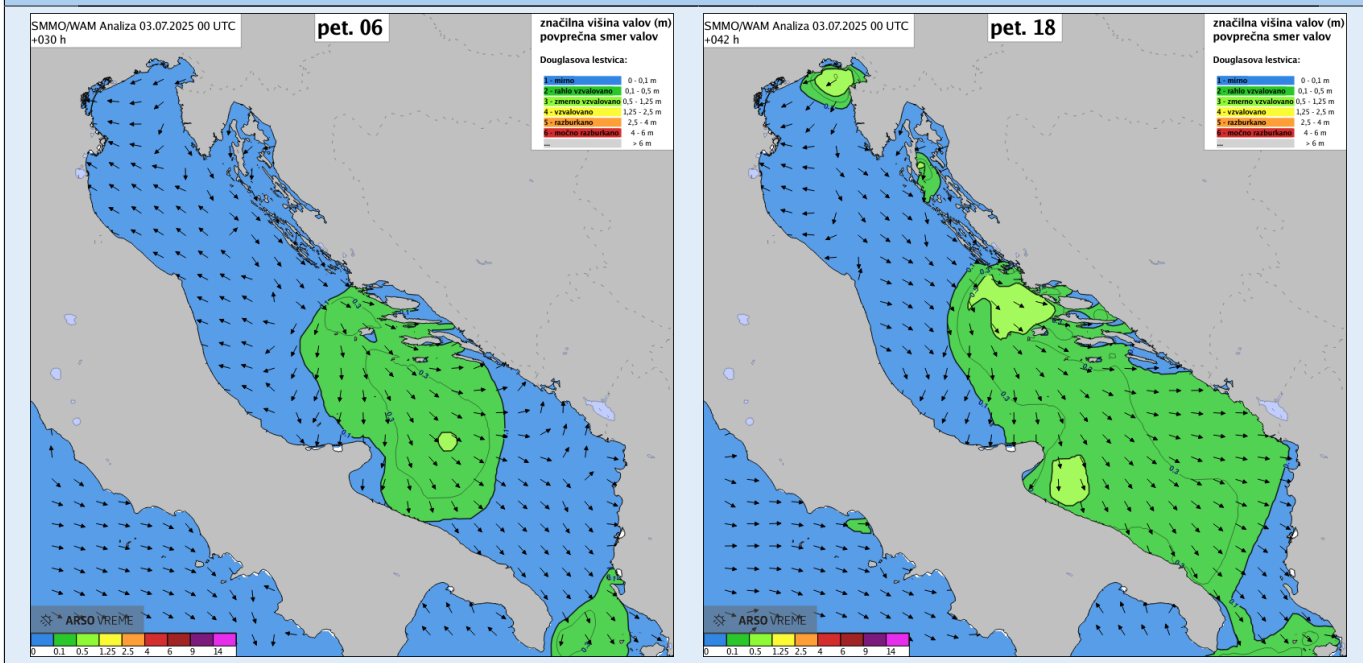 SMMO/WAM Analiza 03.07.2025 00 UTC
+030 h
pet. 06
značilna višina valov (m)
povprečna smer valov
Douglasova lestvica:
1 - mirno 0 - 0,1 m
2 - rahlo vzvalovano 0,1 - 0,5 m
3 - zmerno vzvalovano 0,5 - 1,25 m
4 - vzvalovano 1,25 - 2,5 m
5 - razburkano 2,5 - 4 m
6 - močno razburkano 4 - 6 m
... > 6 m
ARSO VREME
0 0.1 0.5 1.25 2.5 4 6 9 14
SMMO/WAM Analiza 03.07.2025 00 UTC
+042 h
pet. 18
značilna višina valov (m)
povprečna smer valov
Douglasova lestvica:
1 - mirno 0 - 0,1 m
2 - rahlo vzvalovano 0,1 - 0,5 m
3 - zmerno vzvalovano 0,5 - 1,25 m
4 - vzvalovano 1,25 - 2,5 m
5 - razburkano 2,5 - 4 m
6 - močno razburkano 4 - 6 m
... > 6 m
ARSO VREME
0 0.1 0.5 1.25 2.5 4 6 9 14